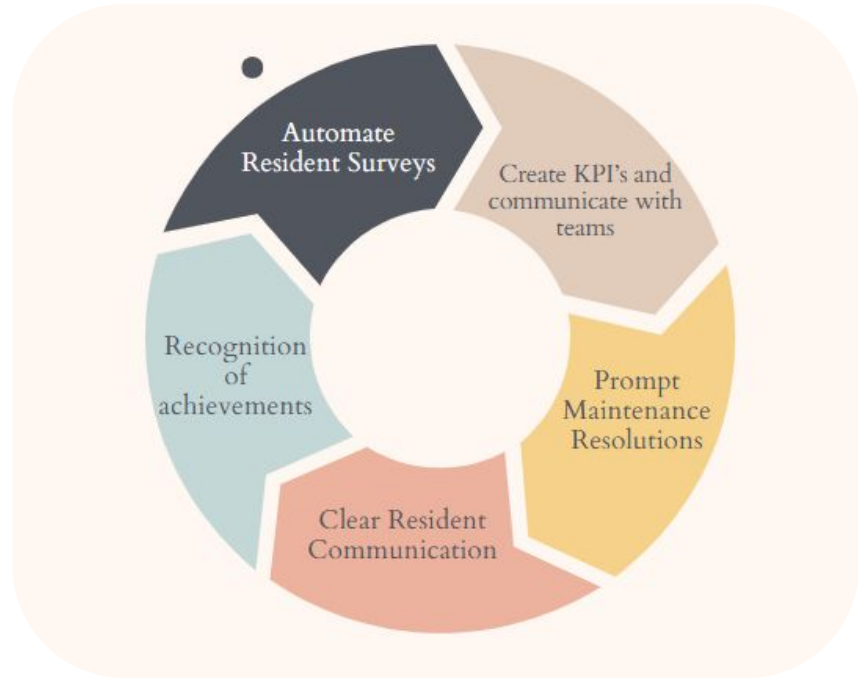 Automate
Resident Surveys
Create KPI's and
communicate with
teams
Prompt
Maintenance
Resolutions
Clear Resident
Communication
Recognition
of
achievements